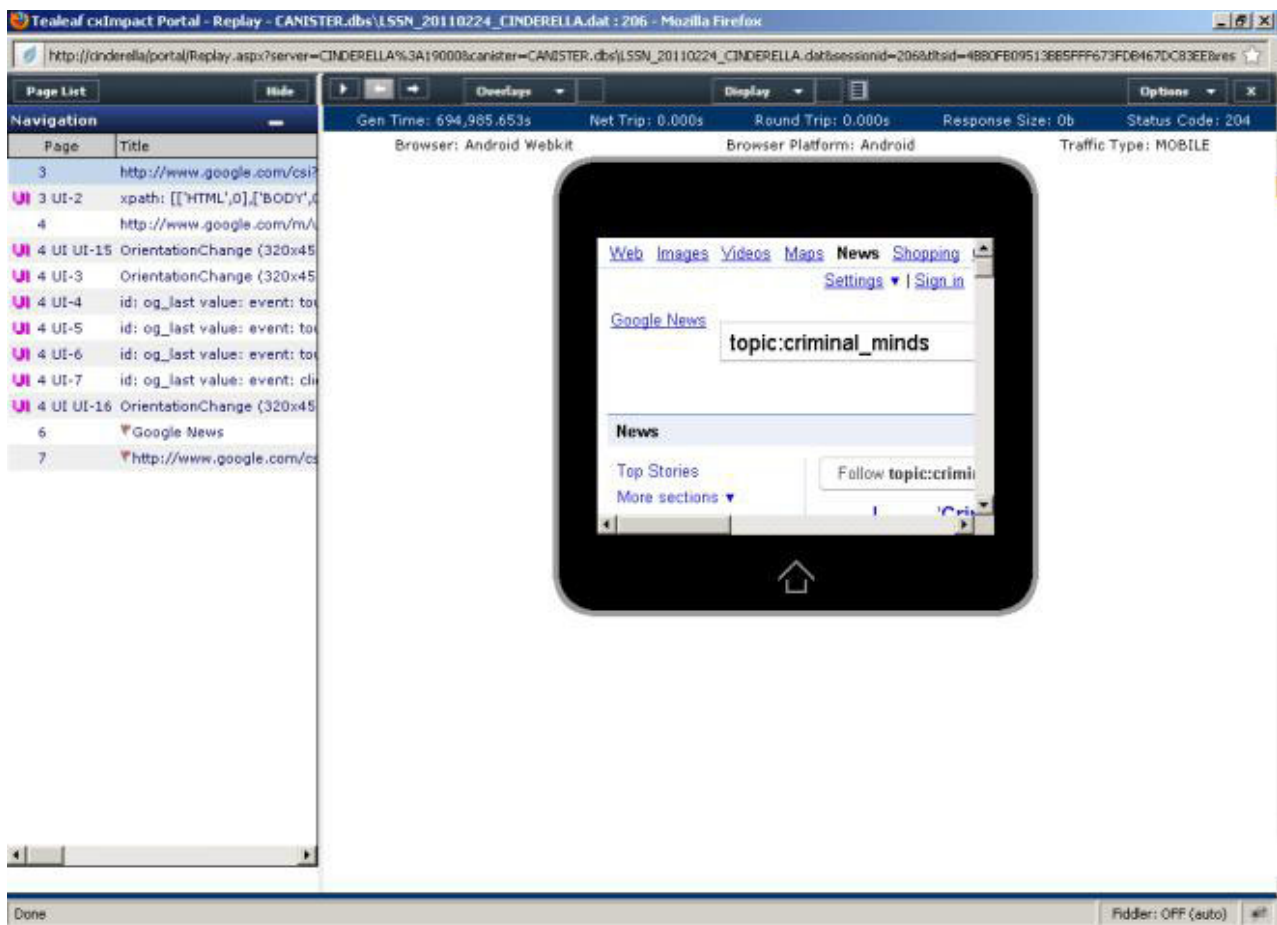 Tealeaf cxImpact Portal - Replay - CANISTER.dbs\LSSN_20110224_CINDERELLA.dat : 206 - Mozilla Firefox
http://cinderella/portal/Replay.aspx?server=CINDERELLA%3A19000&canister=CANISTER.dbs\LSSN_20110224_CINDERELLA.dat&sessionid=206&tltsid=
Page List Hide Overlays Display Options x
Navigation Gen Time: 694,985.653s Net Trip: 0.000s Round Trip: 0.000s Response Size: 0b Status Code: 204
Page Title Browser: Android Webkit Browser Platform: Android Traffic Type: MOBILE
3 http://www.google.com/csi?
UI 3 UI-2 xpath: [['HTML',0],['BODY',
4 http://www.google.com/m/
UI 4 UI UI-15 OrientationChange (320x45
UI 4 UI-3 OrientationChange (320x45
UI 4 UI-4 id: og_last value: event: to
UI 4 UI-5 id: og_last value: event: to
UI 4 UI-6 id: og_last value: event: to
UI 4 UI-7 id: og_last value: event: cli
UI 4 UI UI-16 OrientationChange (320x45
6 Google News
7 http://www.google.com/cs
Web Images Videos Maps News Shopping
Settings ▼ | Sign in
Google News
topic:criminal_minds
News
Top Stories
Follow topic:crimi
More sections ▼
'Cri
Done Fiddler: OFF (auto)